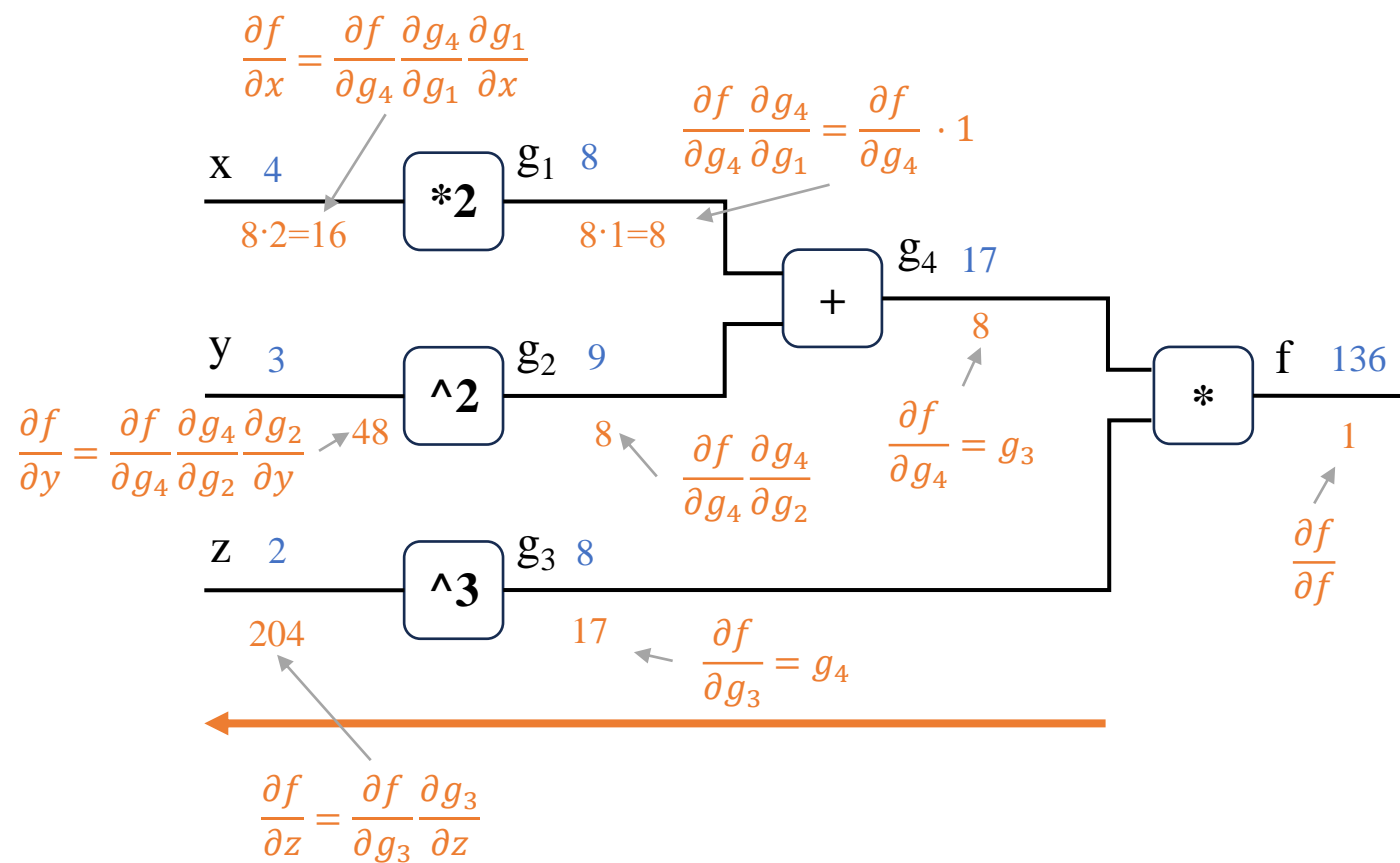 ∂f/∂x = ∂f/∂g₄ ∂g₄/∂g₁ ∂g₁/∂x
∂f/∂g₄ ∂g₄/∂g₁ = ∂f/∂g₄ · 1
x 4 *2 g₁ 8
8·2=16 8·1=8
g₄ 17
+
8
y 3 ^2 g₂ 9
f 136
*
∂f/∂y = ∂f/∂g₄ ∂g₄/∂g₂ ∂g₂/∂y 48
8 ∂f/∂g₄ ∂g₄/∂g₂
∂f/∂g₄ = g₃
1
∂f/∂f
z 2 ^3 g₃ 8
204 17 ∂f/∂g₃ = g₄
∂f/∂z = ∂f/∂g₃ ∂g₃/∂z